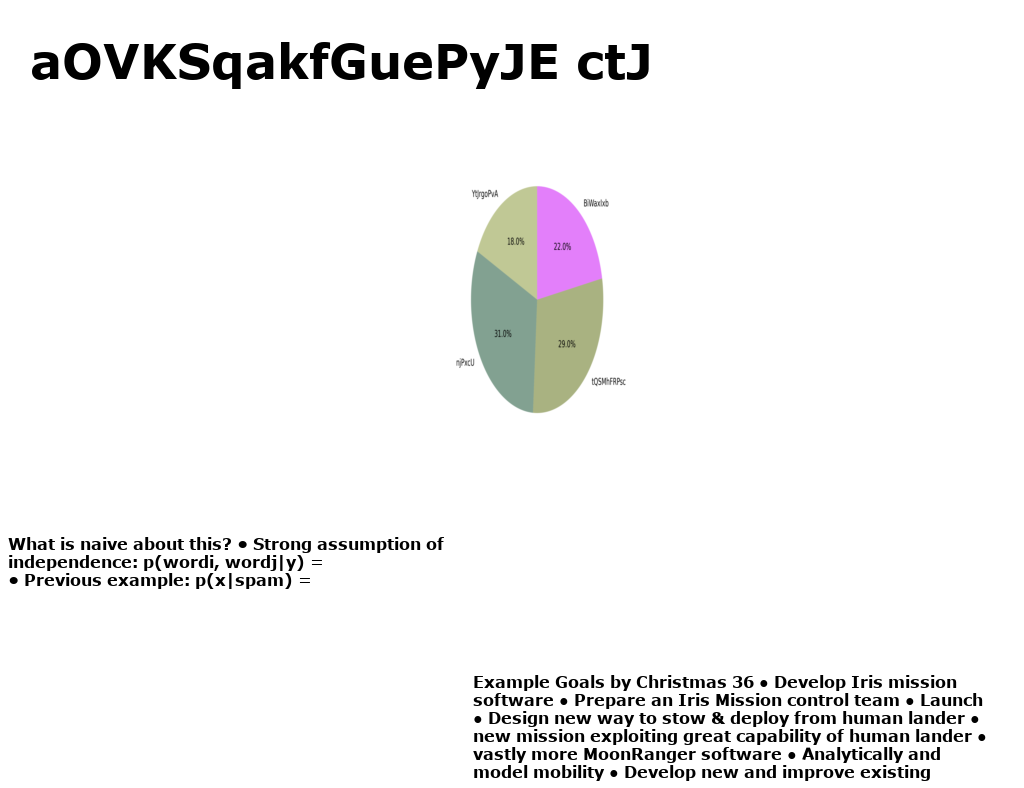 aOVKSqakfGuePyJE ctJ
YtJrgoPvA
BiWaxIxb
18.0%
22.0%
31.0%
29.0%
njPxcU
tQSMhFRPsc
What is naive about this? ● Strong assumption of
independence: p(wordi, wordj|y) =
● Previous example: p(x|spam) =
Example Goals by Christmas 36 ● Develop Iris mission
software ● Prepare an Iris Mission control team ● Launch
● Design new way to stow & deploy from human lander ●
new mission exploiting great capability of human lander ●
vastly more MoonRanger software ● Analytically and
model mobility ● Develop new and improve existing